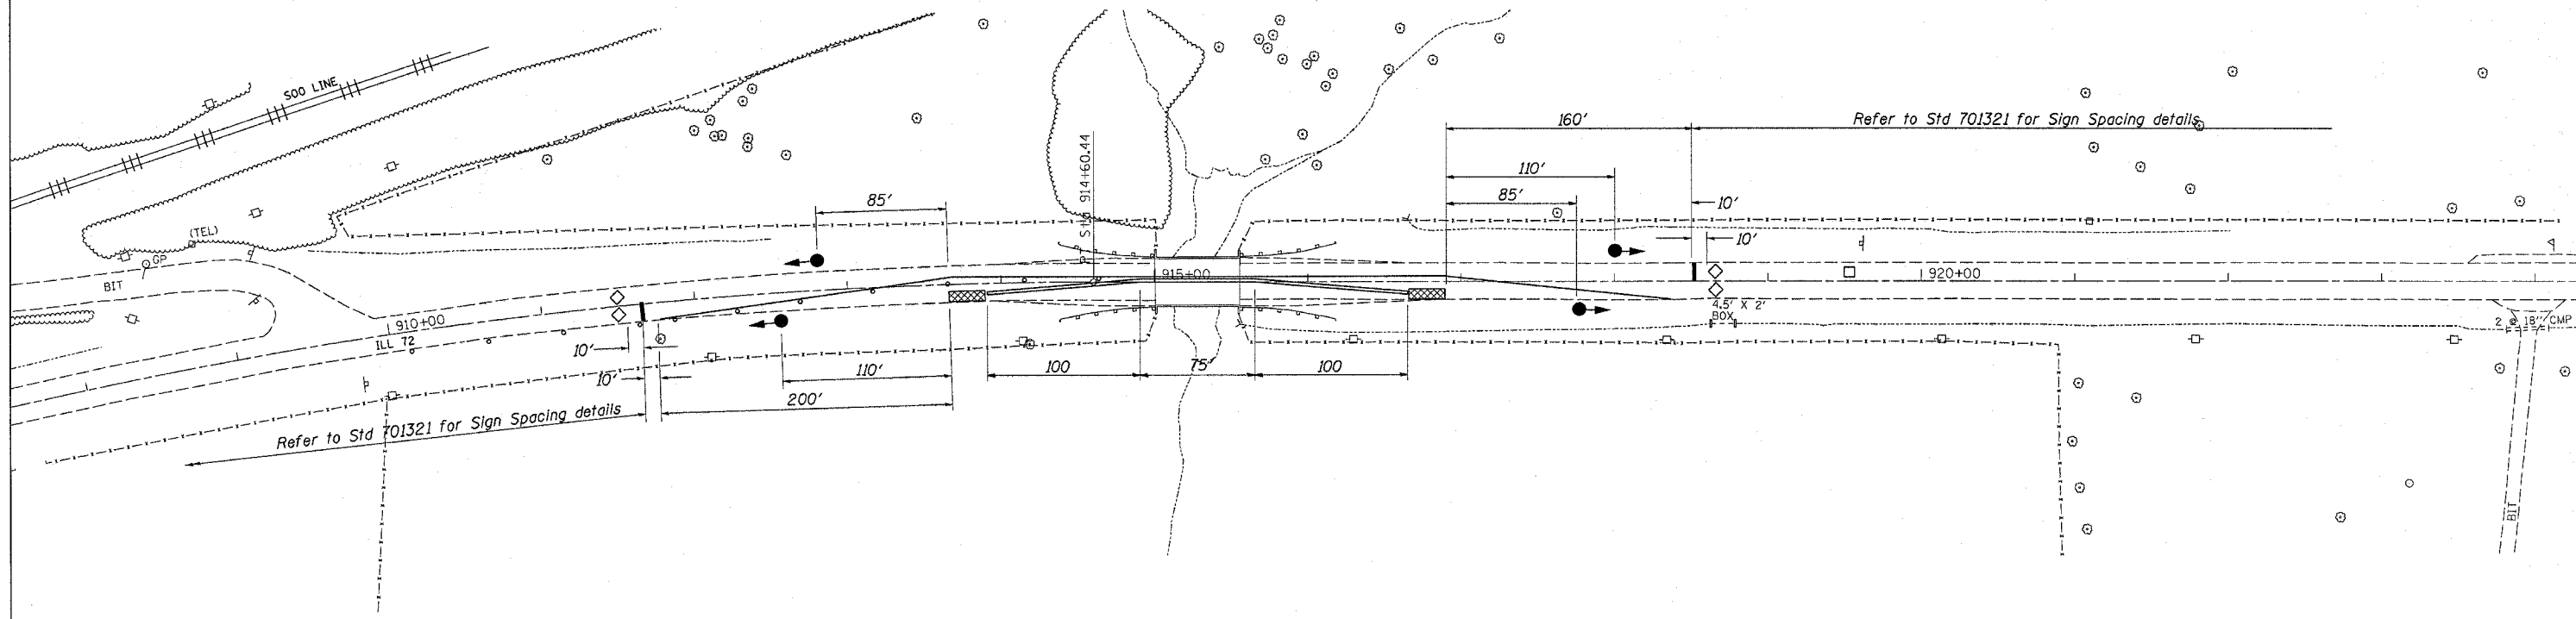 SOO LINE
160'
Refer to Std 701321 for Sign Spacing details
110'
85'
85'
Sta 914+60.44
10'
10'
(TEL)
GP
BIT
915+00
920+00
910+00
ILL 72
4.5' X 2'
BOX
2 @ 18" CMP
10'
10'
110'
100
75'
100
200'
Refer to Std 701321 for Sign Spacing details
BIT